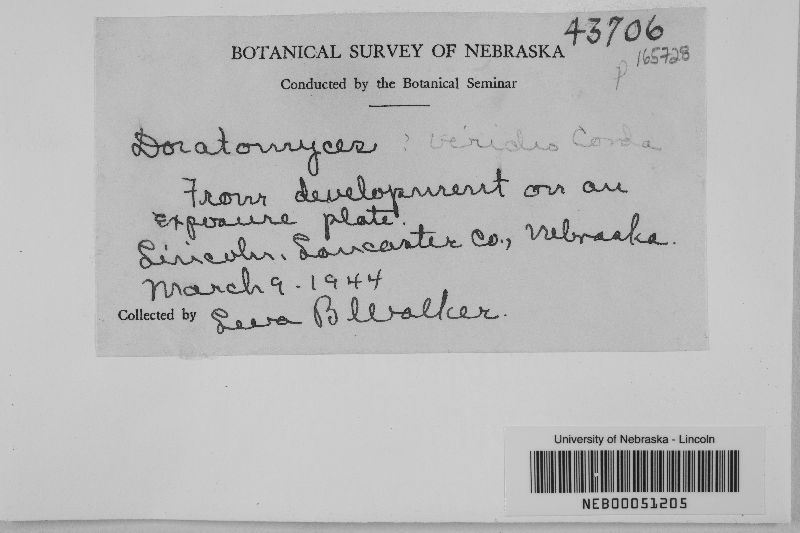 43706
BOTANICAL SURVEY OF NEBRASKA
p 165728
Conducted by the Botanical Seminar
Doratomyces ? viridis Corda
From development on an
exposure plate.
Lincoln, Lancaster Co., Nebraska.
March 9 - 1944
Collected by Leva B Walker.
University of Nebraska - Lincoln
NEB00051205